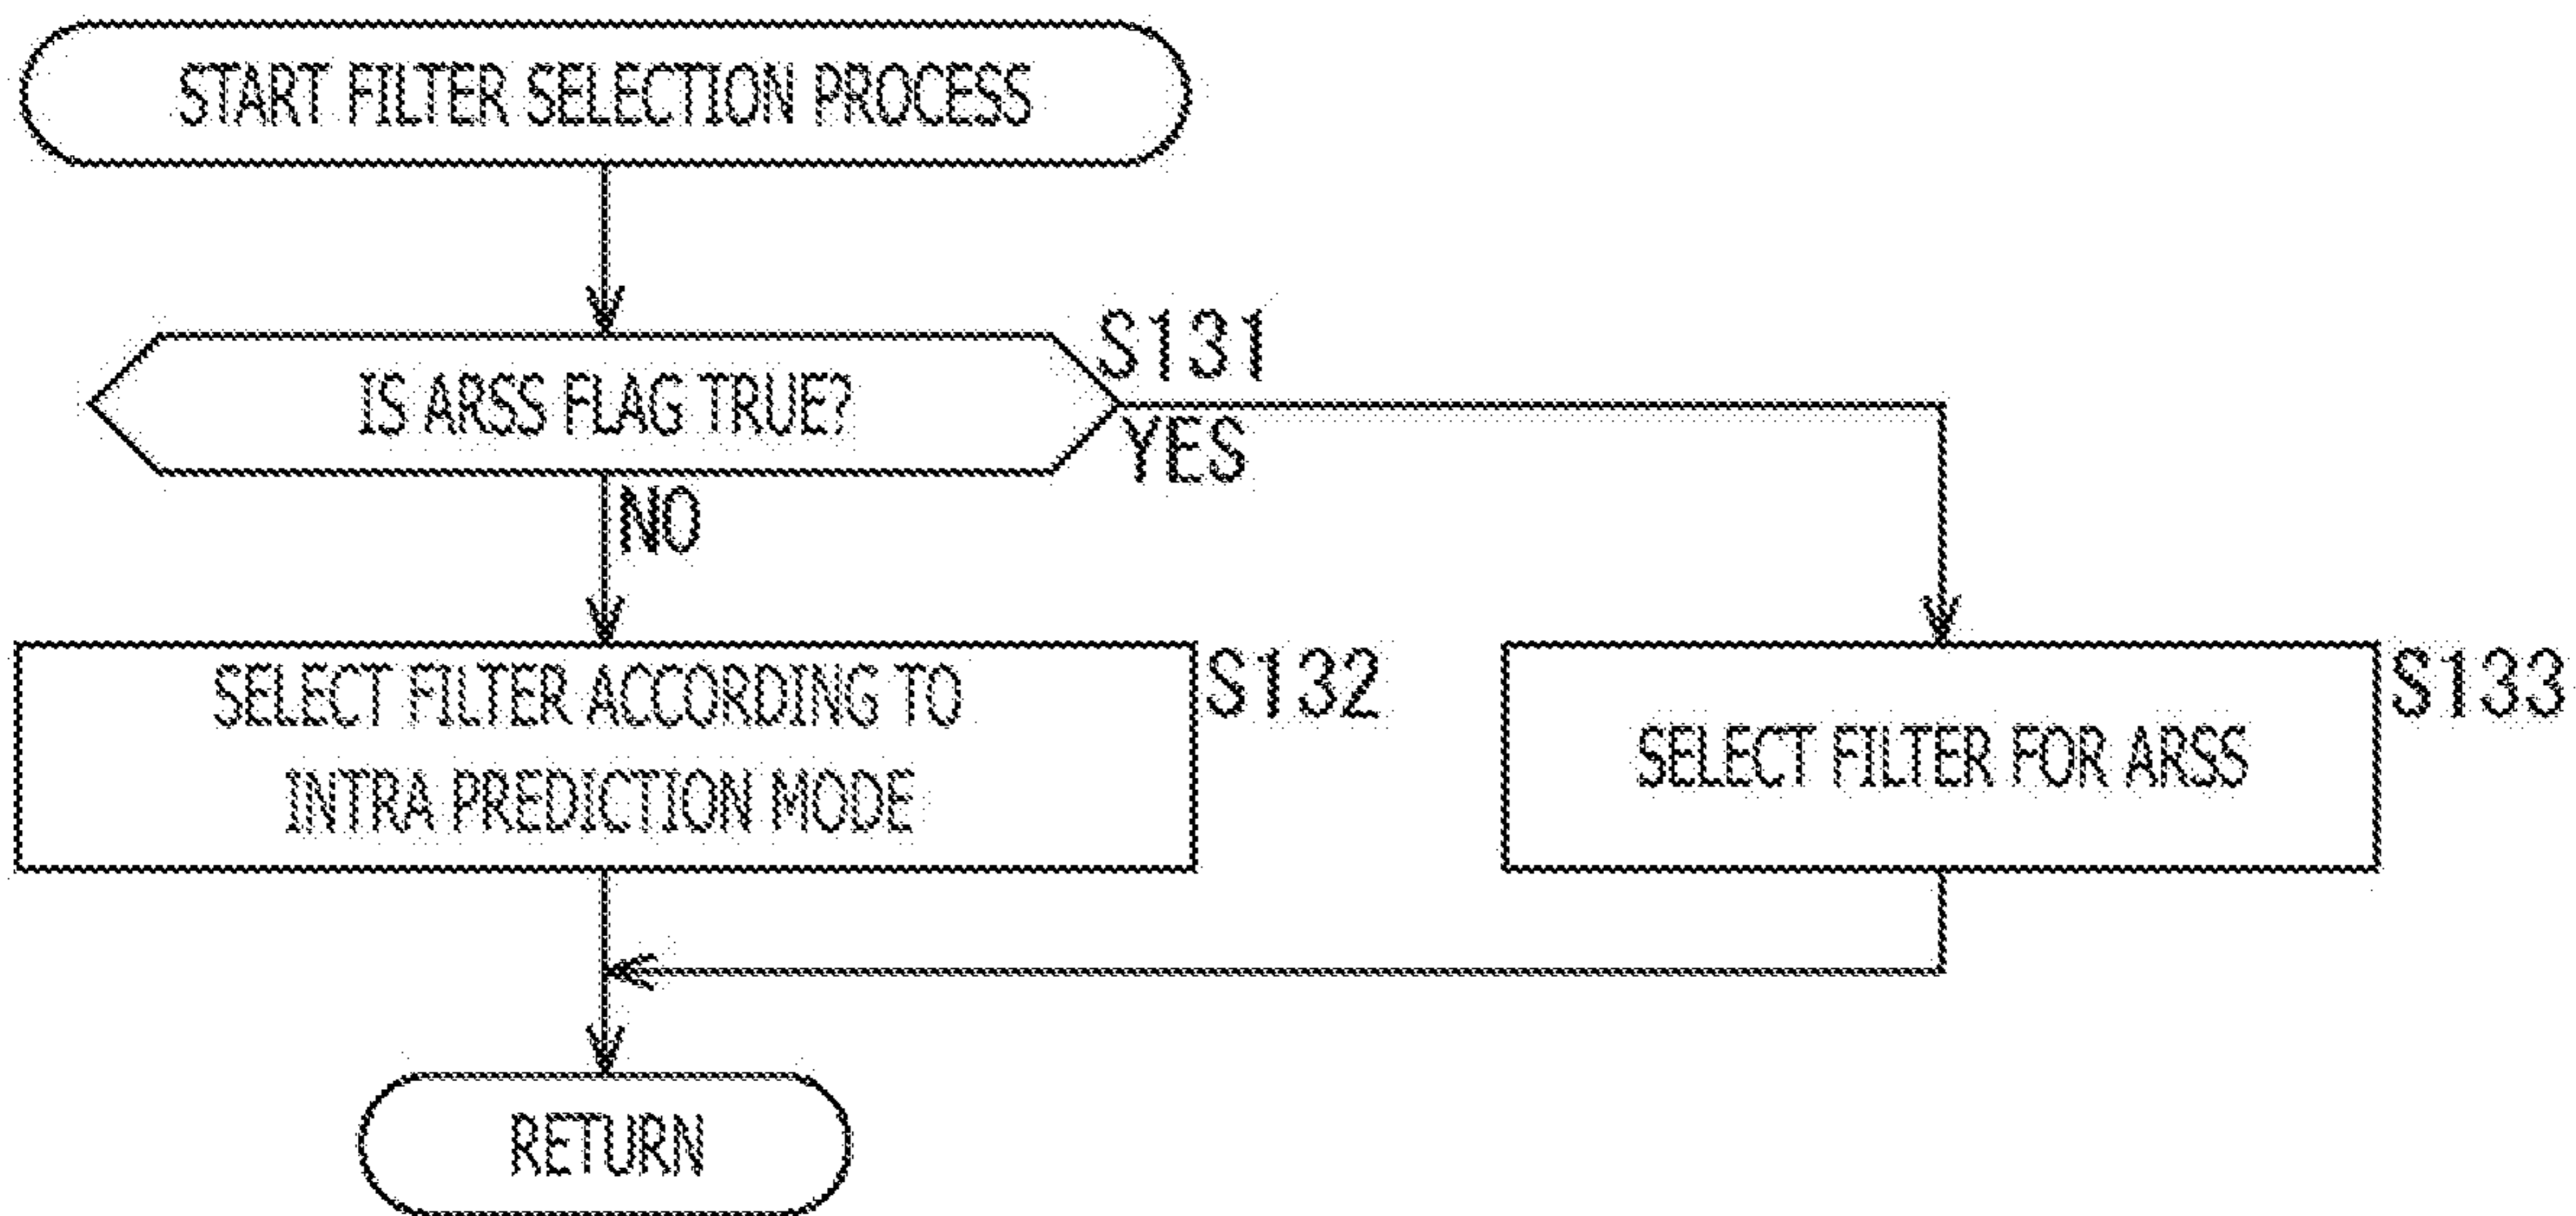 START FILTER SELECTION PROCESS
S131
IS ARSS FLAG TRUE?
YES
NO
SELECT FILTER ACCORDING TO
INTRA PREDICTION MODE
S132
SELECT FILTER FOR ARSS
S133
RETURN